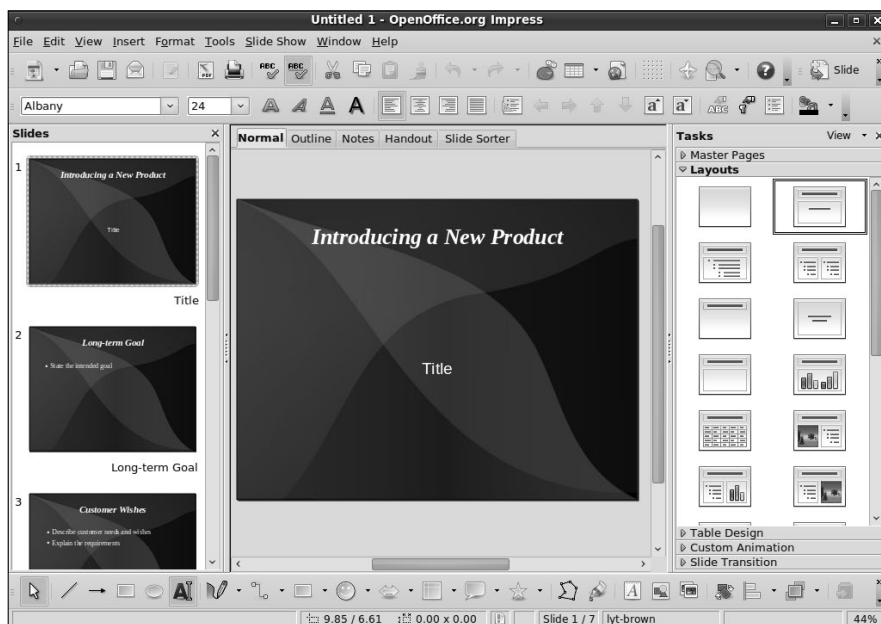 Untitled 1 - OpenOffice.org Impress
File Edit View Insert Format Tools Slide Show Window Help
ABC ABC Slide
Albany 24 a a ABC
Slides
Normal Outline Notes Handout Slide Sorter
Tasks View
Master Pages
Layouts
1
Introducing a New Product
Title
Title
2
Long-term Goal
• State the intended goal
Long-term Goal
3
Customer Wishes
• Describe customer needs and wishes
• Explain the requirements
Introducing a New Product
Title
Table Design
Custom Animation
Slide Transition
9.85 / 6.61 0.00 x 0.00 Slide 1 / 7 lyt-brown 44%